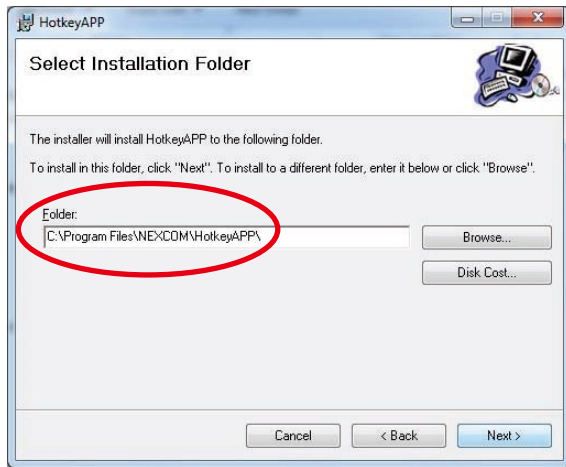 HotkeyAPP
Select Installation Folder
The installer will install HotkeyAPP to the following folder.
To install in this folder, click "Next". To install to a different folder, enter it below or click "Browse".
Folder:
C:\Program Files\NEXCOM\HotkeyAPP\
Browse...
Disk Cost...
Cancel
< Back
Next >